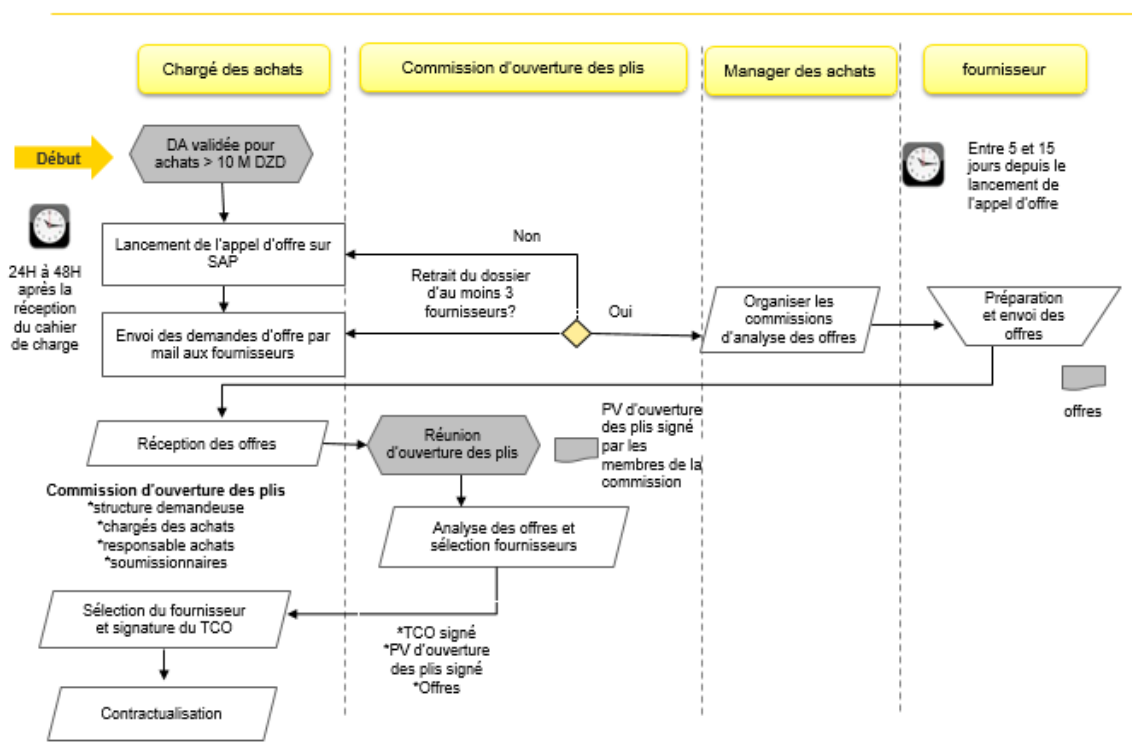 Chargé des achats
Commission d'ouverture des plis
Manager des achats
fournisseur
Début
DA validée pour
achats > 10 M DZD
Entre 5 et 15
jours depuis le
lancement de
l'appel d'offre
24H à 48H
après la
réception
du cahier
de charge
Lancement de l'appel d'offre sur
SAP
Non
Retrait du dossier
d'au moins 3
fournisseurs?
Oui
Envoi des demandes d'offre par
mail aux fournisseurs
Organiser les
commissions
d'analyse des offres
Préparation
et envoi des
offres
offres
Réception des offres
Réunion
d'ouverture des plis
PV d'ouverture
des plis signé
par les
membres de la
commission
Commission d'ouverture des plis
*structure demandeuse
*chargés des achats
*responsable achats
*soumissionnaires
Analyse des offres et
sélection fournisseurs
Sélection du fournisseur
et signature du TCO
*TCO signé
*PV d'ouverture
des plis signé
*Offres
Contractualisation